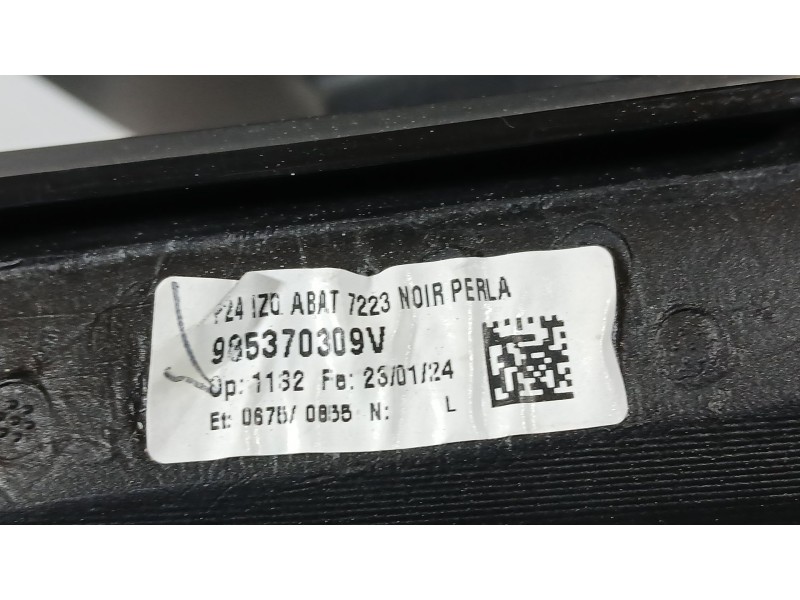 P24 IZQ. ABAT 7223 NOIR PERLA
985370309V
Op: 1132 Fe: 23/01/24
Et: 0675/ 0835 N: L